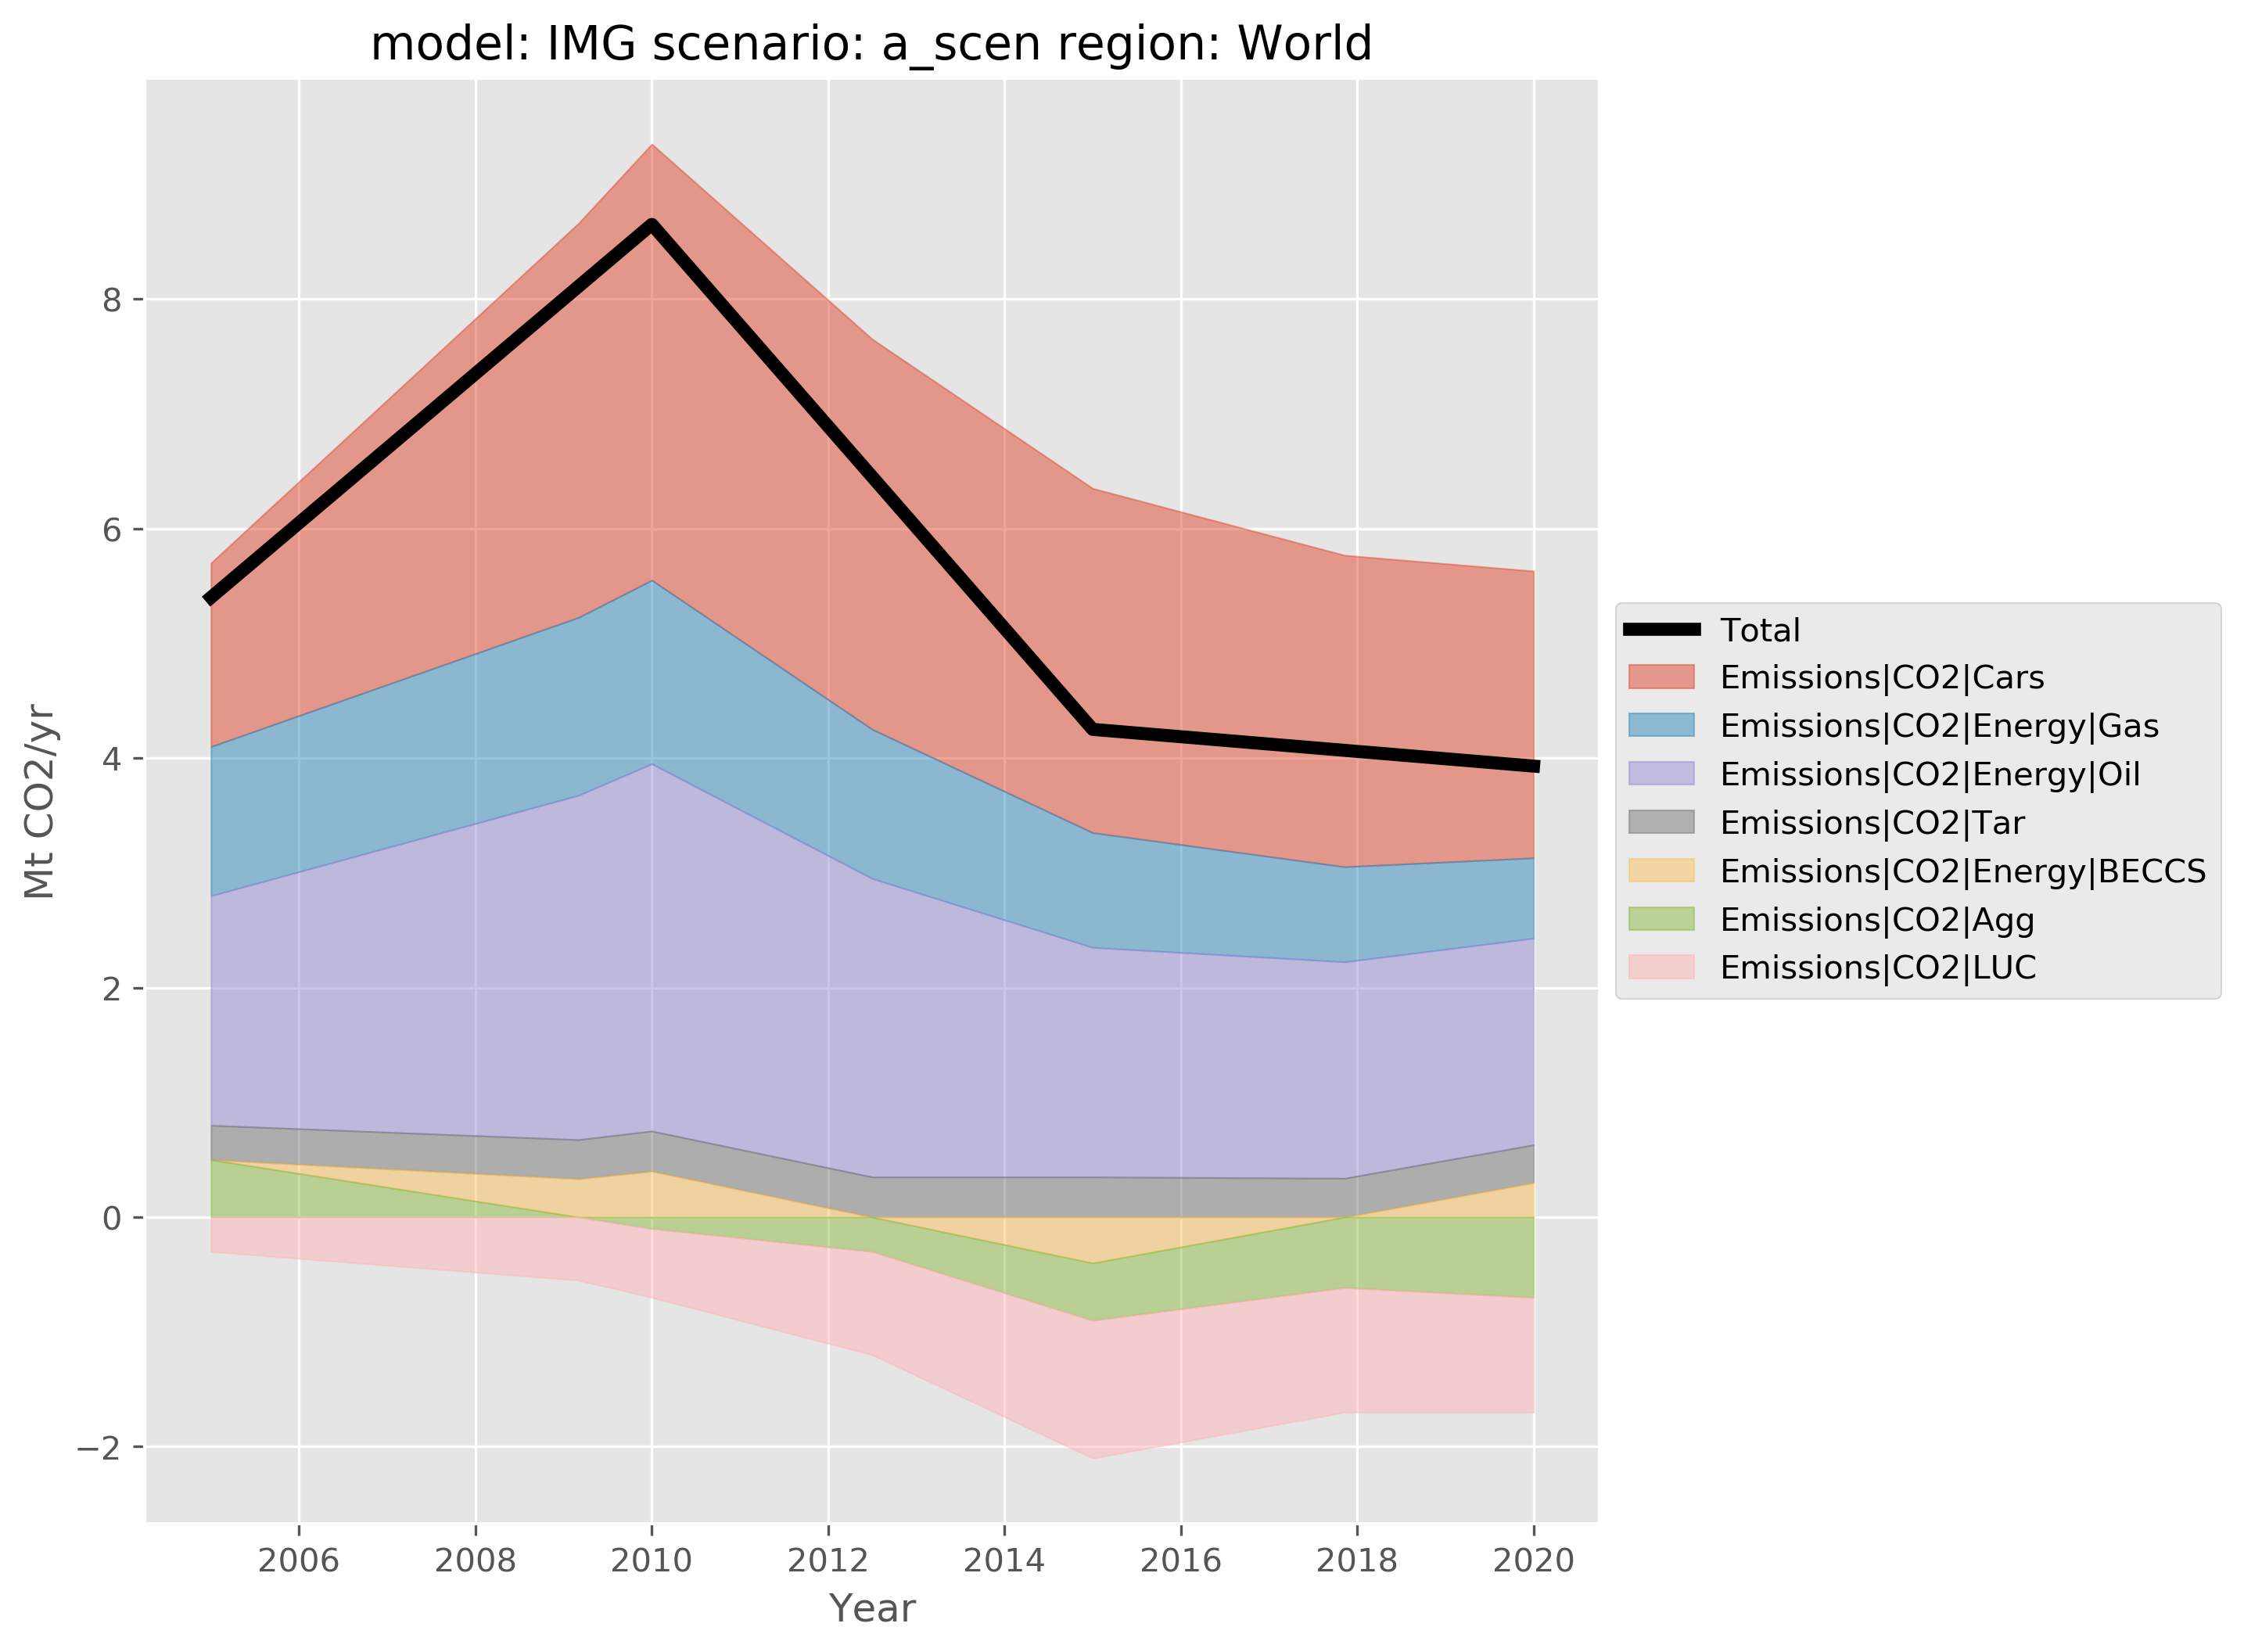 model: IMG scenario: a_scen region: World
Mt CO2/yr
8
6
4
2
0
−2
2006 2008 2010 2012 2014 2016 2018 2020
Year
Total
Emissions|CO2|Cars
Emissions|CO2|Energy|Gas
Emissions|CO2|Energy|Oil
Emissions|CO2|Tar
Emissions|CO2|Energy|BECCS
Emissions|CO2|Agg
Emissions|CO2|LUC